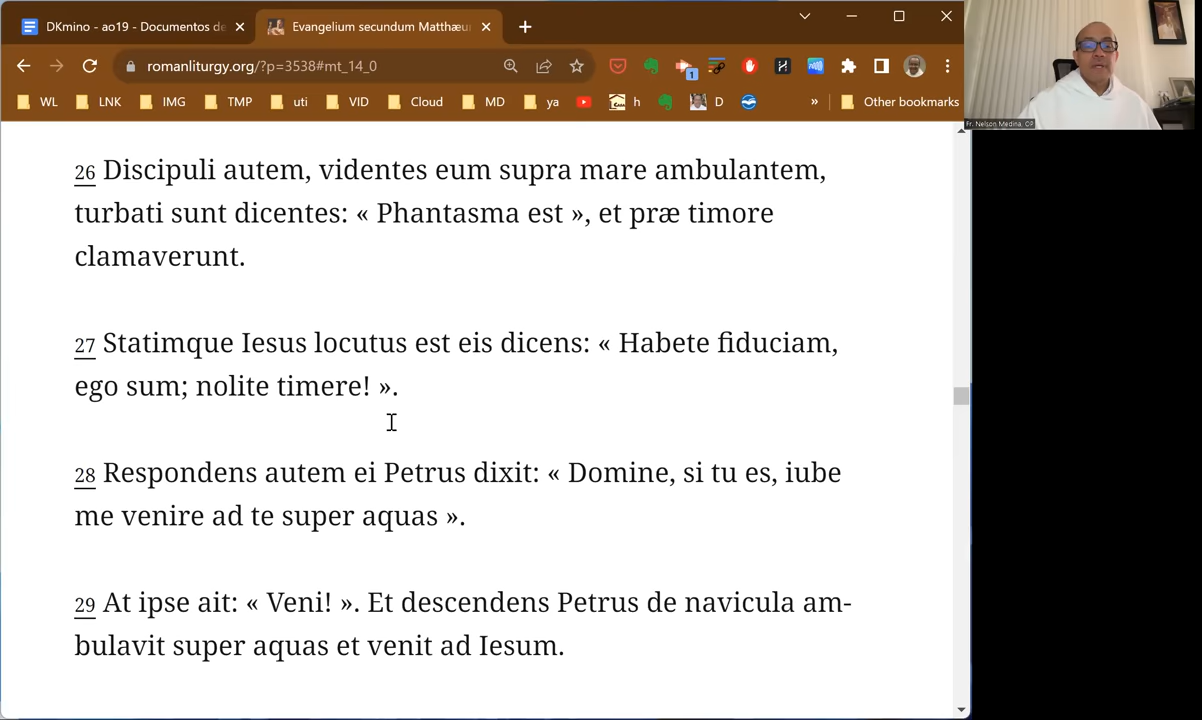 DKmino - ao19 - Documentos de
Evangelium secundum Matthæu
romanliturgy.org/?p=3538#mt_14_0
1
WL LNK IMG TMP uti VID Cloud MD ya h D » Other bookmarks
Fr. Nelson Medina, OP
26 Discipuli autem, videntes eum supra mare ambulantem,
turbati sunt dicentes: « Phantasma est », et præ timore
clamaverunt.
27 Statimque Iesus locutus est eis dicens: « Habete fiduciam,
ego sum; nolite timere! ».
28 Respondens autem ei Petrus dixit: « Domine, si tu es, iube
me venire ad te super aquas ».
29 At ipse ait: « Veni! ». Et descendens Petrus de navicula am-
bulavit super aquas et venit ad Iesum.